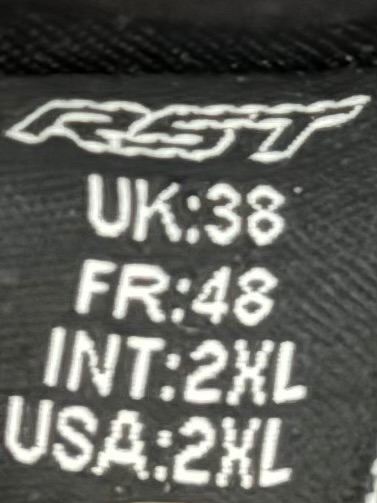 RST
UK:38
FR:48
INT:2XL
USA:2XL